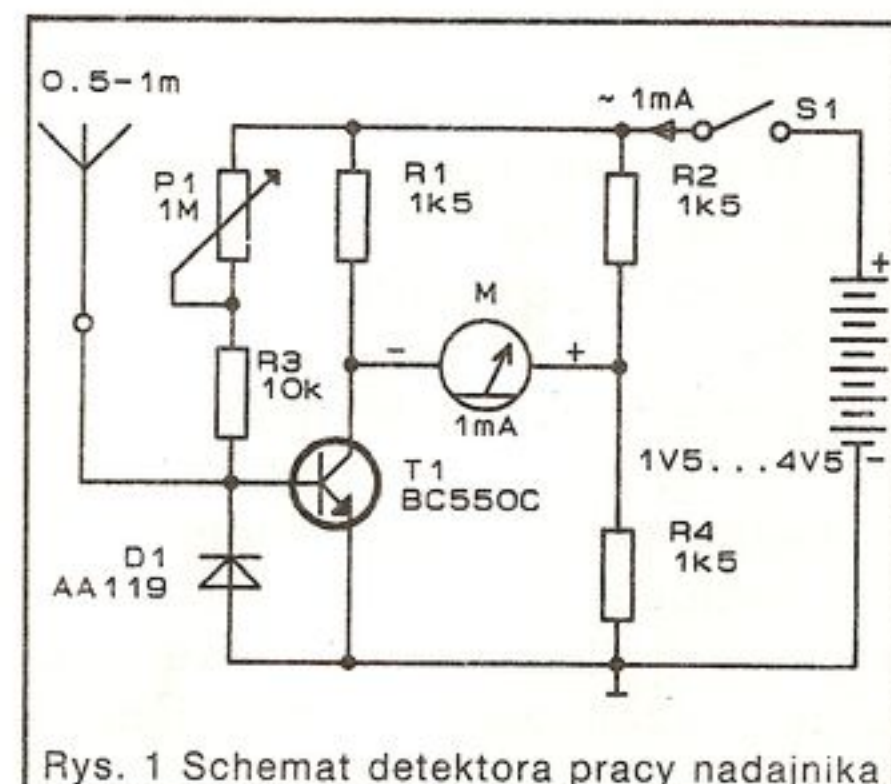 0.5-1m
~ 1mA
S1
P1
1M
R1
1k5
R2
1k5
+
M
-
+
R3
10k
1mA
T1
BC550C
1V5...4V5
-
D1
AA119
R4
1k5
Rys. 1 Schemat detektora pracy nadajnika